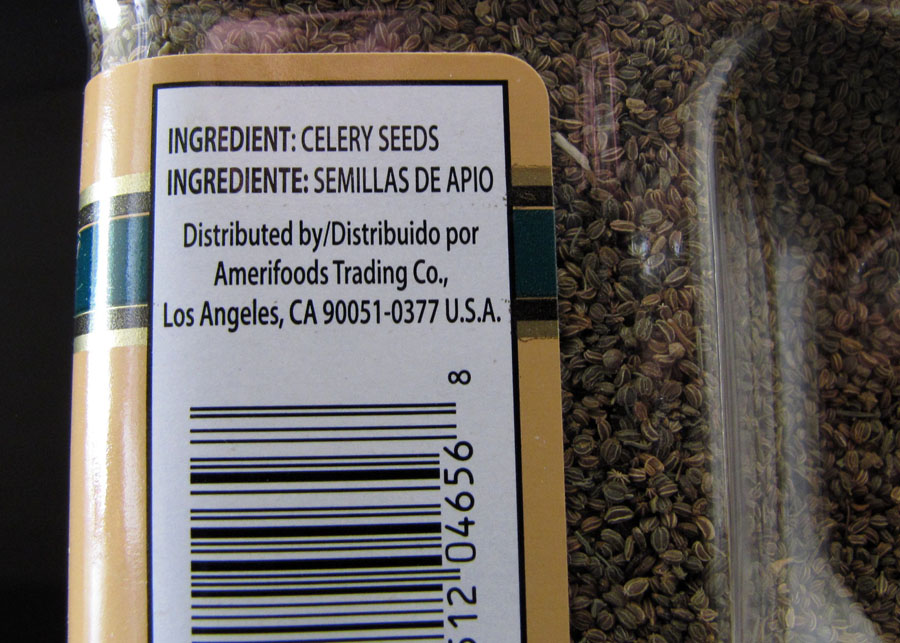 INGREDIENT: CELERY SEEDS
INGREDIENTE: SEMILLAS DE APIO
Distributed by/Distribuido por
Amerifoods Trading Co.,
Los Angeles, CA 90051-0377 U.S.A.
8
12 04656